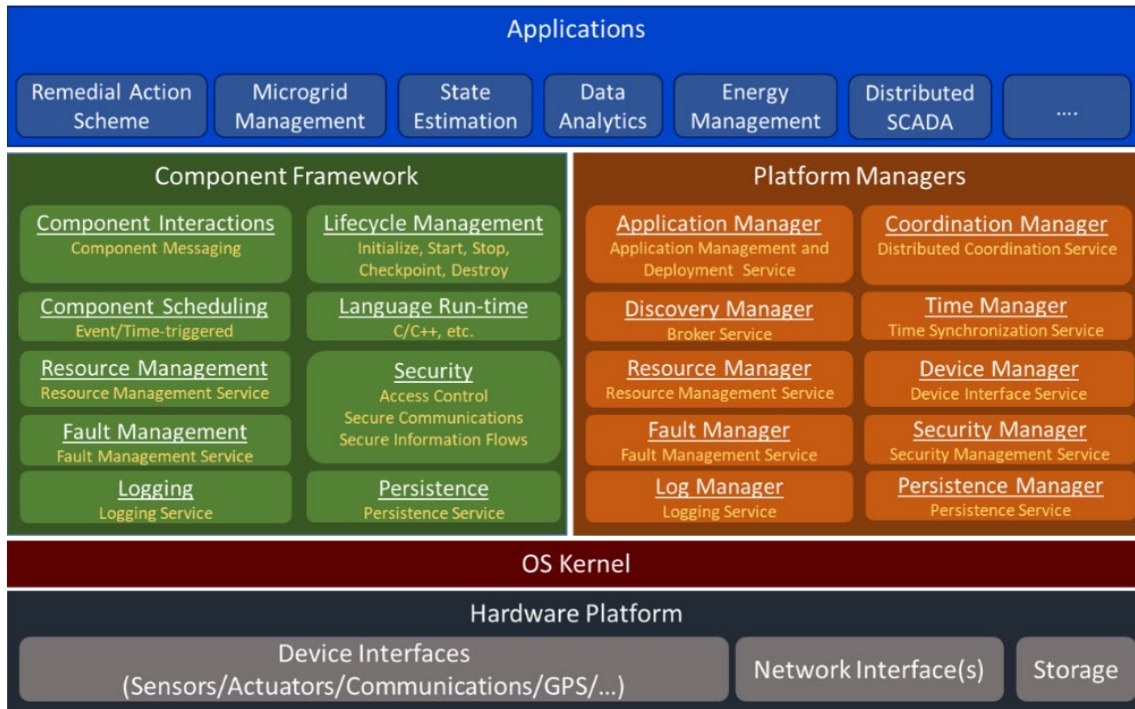 Applications
Remedial Action
Scheme
Microgrid
Management
State
Estimation
Data
Analytics
Energy
Management
Distributed
SCADA
....
Component Framework
Component Interactions
Component Messaging
Lifecycle Management
Initialize, Start, Stop,
Checkpoint, Destroy
Component Scheduling
Event/Time-triggered
Language Run-time
C/C++, etc.
Resource Management
Resource Management Service
Security
Access Control
Secure Communications
Secure Information Flows
Fault Management
Fault Management Service
Logging
Logging Service
Persistence
Persistence Service
Platform Managers
Application Manager
Application Management and
Deployment Service
Coordination Manager
Distributed Coordination Service
Discovery Manager
Broker Service
Time Manager
Time Synchronization Service
Resource Manager
Resource Management Service
Device Manager
Device Interface Service
Fault Manager
Fault Management Service
Security Manager
Security Management Service
Log Manager
Logging Service
Persistence Manager
Persistence Service
OS Kernel
Hardware Platform
Device Interfaces
(Sensors/Actuators/Communications/GPS/...)
Network Interface(s)
Storage